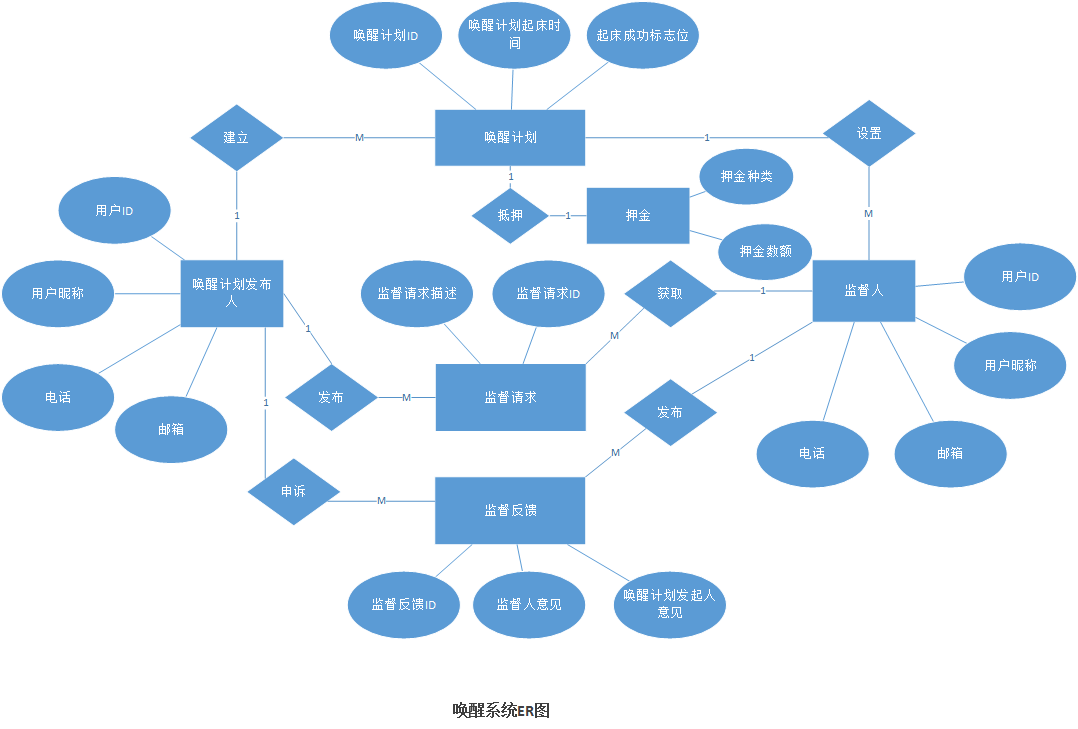 唤醒计划ID
唤醒计划起床时
间
起床成功标志位
建立
M
唤醒计划
1
设置
1
押金种类
用户ID
1
抵押
1
押金
M
押金数额
唤醒计划发布
人
用户昵称
监督请求描述
监督请求ID
获取
1
监督人
用户ID
1
M
1
用户昵称
电话
1
发布
M
监督请求
发布
邮箱
M
电话
邮箱
申诉
M
监督反馈
监督反馈ID
监督人意见
唤醒计划发起人
意见
唤醒系统ER图